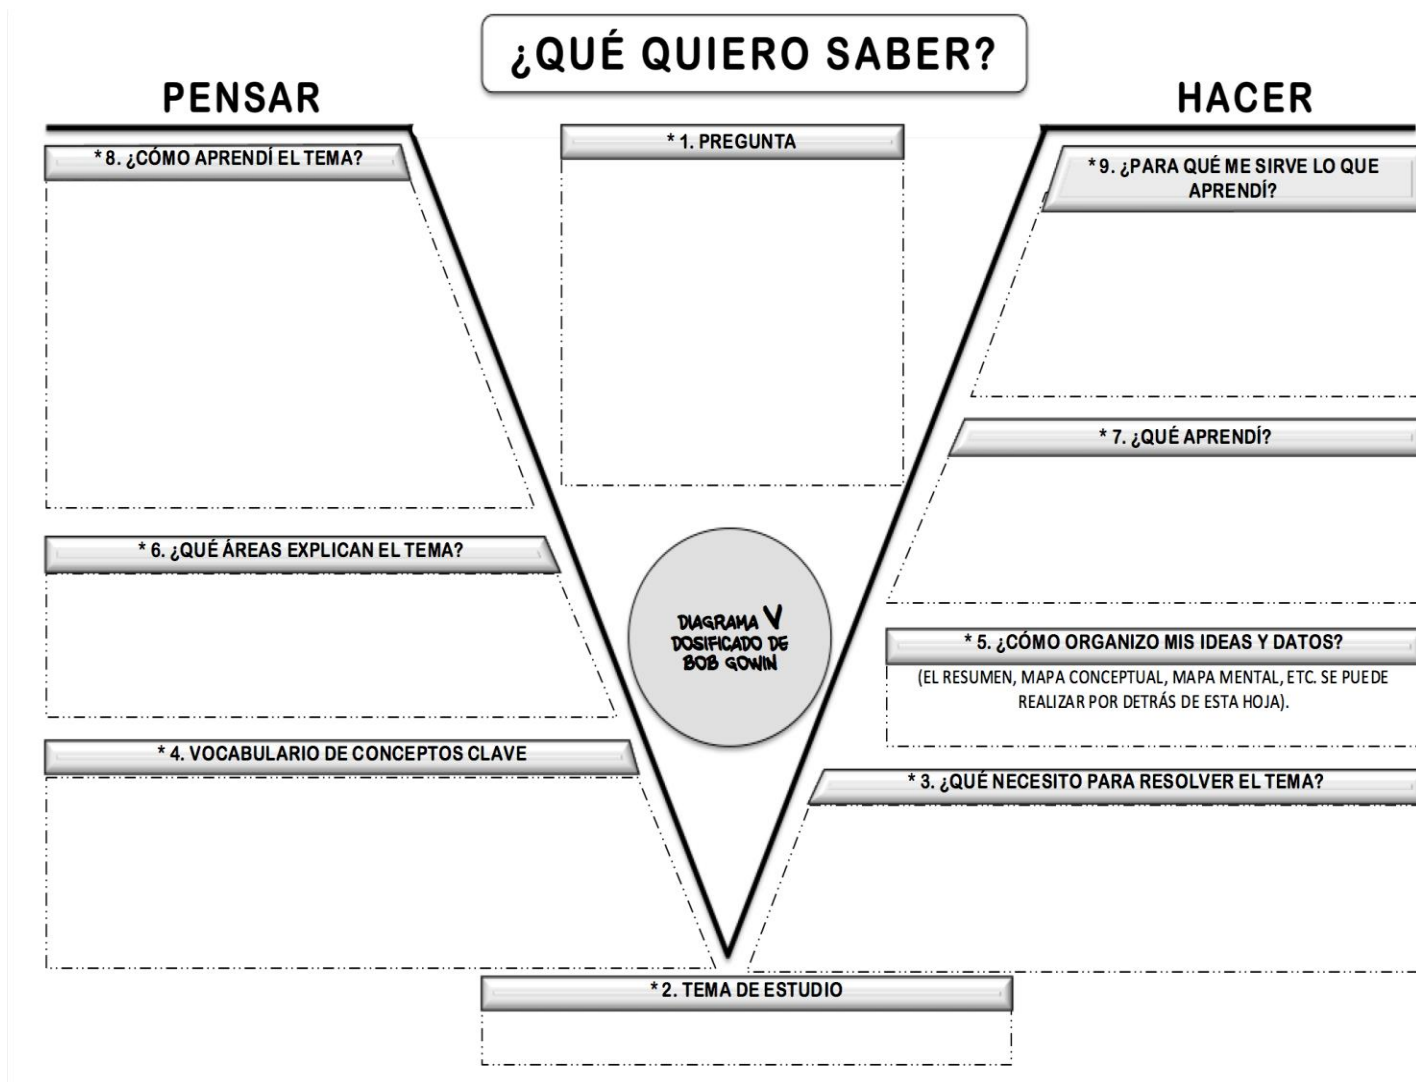 ¿QUÉ QUIERO SABER?
PENSAR
HACER
* 1. PREGUNTA
* 8. ¿CÓMO APRENDÍ EL TEMA?
* 9. ¿PARA QUÉ ME SIRVE LO QUE
APRENDÍ?
* 7. ¿QUÉ APRENDÍ?
* 6. ¿QUÉ ÁREAS EXPLICAN EL TEMA?
DIAGRAMA V
DOSIFICADO DE
BOB GOWIN
* 5. ¿CÓMO ORGANIZO MIS IDEAS Y DATOS?
(EL RESUMEN, MAPA CONCEPTUAL, MAPA MENTAL, ETC. SE PUEDE
REALIZAR POR DETRÁS DE ESTA HOJA).
* 4. VOCABULARIO DE CONCEPTOS CLAVE
* 3. ¿QUÉ NECESITO PARA RESOLVER EL TEMA?
* 2. TEMA DE ESTUDIO